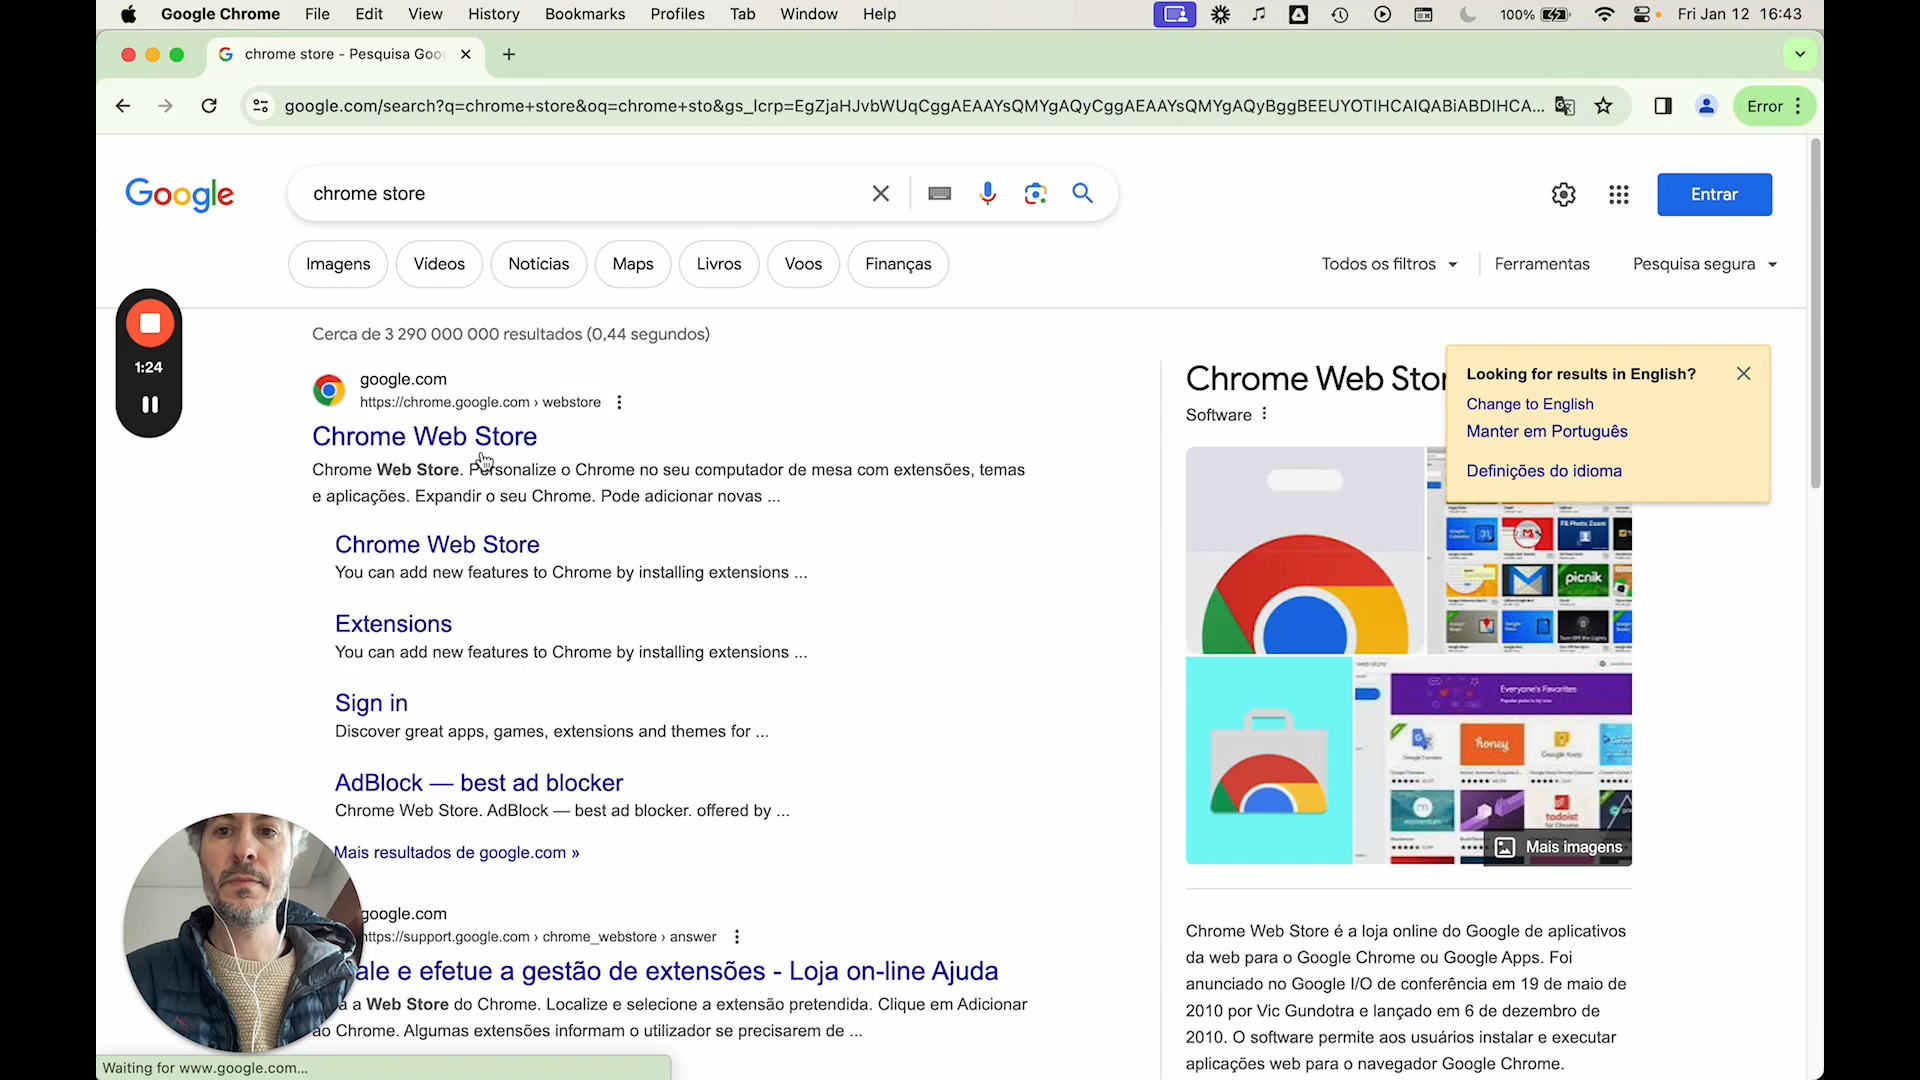 Google Chrome File Edit View History Bookmarks Profiles Tab Window Help 100% Fri Jan 12 16:43
chrome store - Pesquisa Goo
google.com/search?q=chrome+store&oq=chrome+sto&gs_lcrp=EgZjaHJvbWUqCggAEAAYsQMYgAQyCggAEAAYsQMYgAQyBggBEEUYOTIHCAIQABiABDIHCA... Error
Google chrome store Entrar
Imagens Vídeos Notícias Maps Livros Voos Finanças Todos os filtros Ferramentas Pesquisa segura
1:24
Cerca de 3 290 000 000 resultados (0,44 segundos)
google.com
https://chrome.google.com › webstore
Chrome Web Store
Chrome Web Store. Personalize o Chrome no seu computador de mesa com extensões, temas
e aplicações. Expandir o seu Chrome. Pode adicionar novas ...
Chrome Web Store
You can add new features to Chrome by installing extensions ...
Extensions
You can add new features to Chrome by installing extensions ...
Sign in
Discover great apps, games, extensions and themes for ...
AdBlock — best ad blocker
Chrome Web Store. AdBlock — best ad blocker. offered by ...
Mais resultados de google.com »
google.com
https://support.google.com › chrome_webstore › answer
ale e efetue a gestão de extensões - Loja on-line Ajuda
a a Web Store do Chrome. Localize e selecione a extensão pretendida. Clique em Adicionar
ao Chrome. Algumas extensões informam o utilizador se precisarem de ...
Waiting for www.google.com...
Chrome Web Stor
Software
Looking for results in English?
Change to English
Manter em Português
Definições do idioma
picnik
Everyone's Favorites
honey
momentum
todoist
Mais imagens
Chrome Web Store é a loja online do Google de aplicativos
da web para o Google Chrome ou Google Apps. Foi
anunciado no Google I/O de conferência em 19 de maio de
2010 por Vic Gundotra e lançado em 6 de dezembro de
2010. O software permite aos usuários instalar e executar
aplicações web para o navegador Google Chrome.